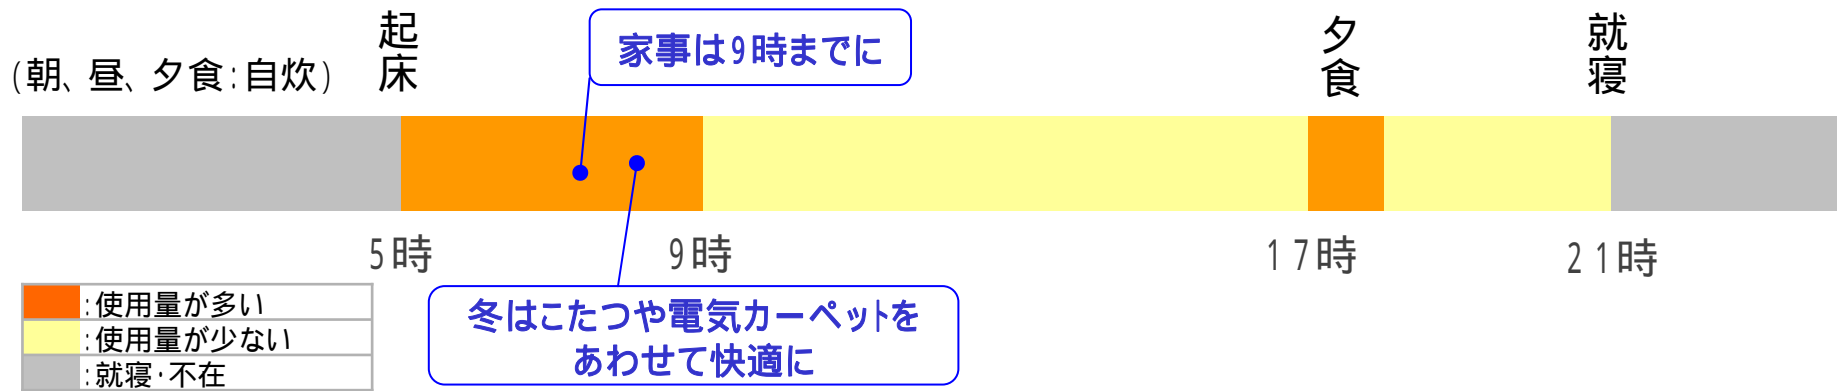 (朝、昼、夕食:自炊)
起床
家事は9時までに
夕食
就寝
5時
9時
17時
21時
:使用量が多い
:使用量が少ない
:就寝・不在
冬はこたつや電気カーペットを
あわせて快適に